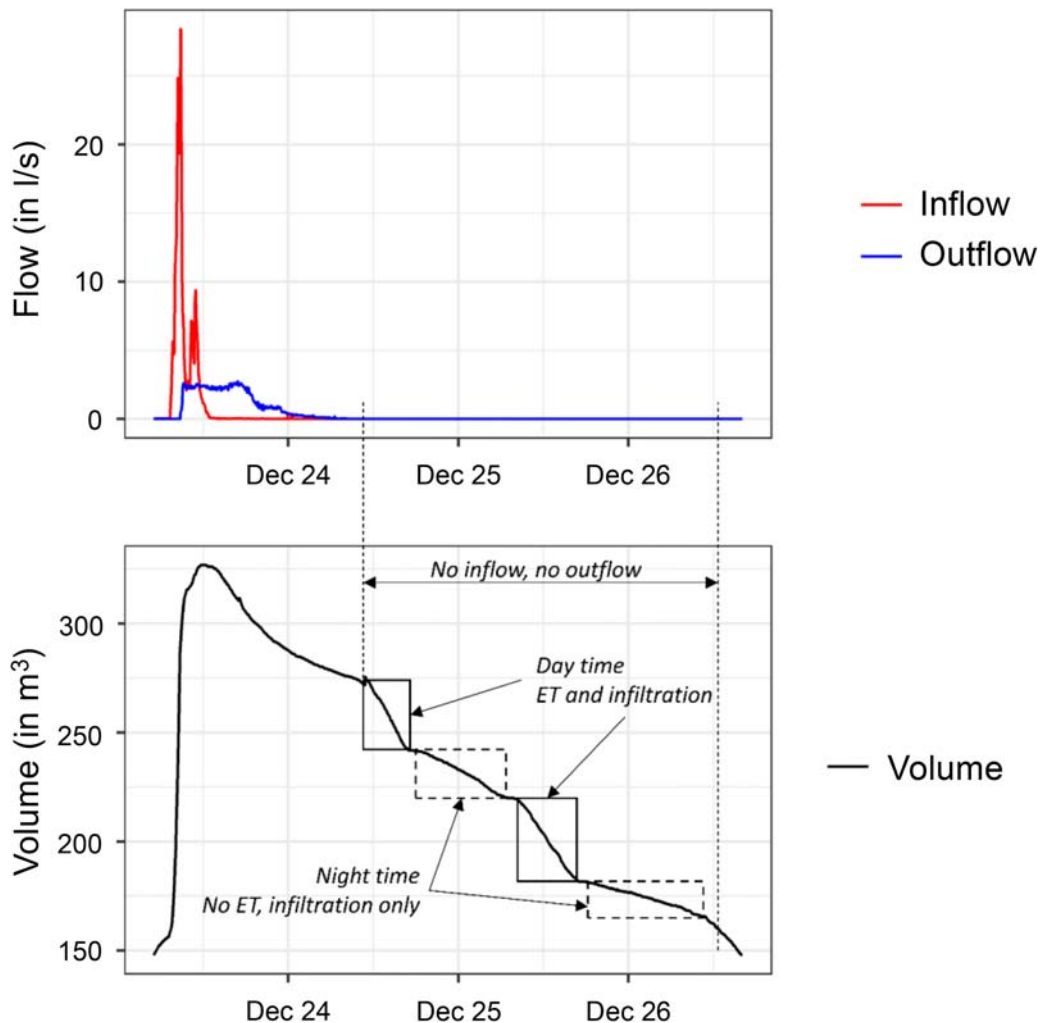 Flow (in l/s)
20
10
0
Dec 24 Dec 25 Dec 26
Inflow
Outflow
Volume (in m³)
300
250
200
150
No inflow, no outflow
Day time
ET and infiltration
Night time
No ET, infiltration only
Dec 24 Dec 25 Dec 26
Volume